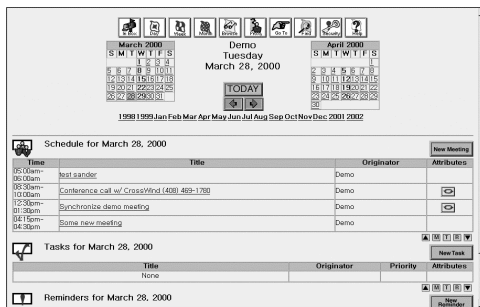 In Box Day Week Month Browse Prefs Go To Find Security Help
March 2000
S M T W T F S
1 2 3 4
5 6 7 8 9 10 11
12 13 14 15 16 17 18
19 20 21 22 23 24 25
26 27 28 29 30 31
Demo
Tuesday
March 28, 2000
TODAY
April 2000
S M T W T F S
1
2 3 4 5 6 7 8
9 10 11 12 13 14 15
16 17 18 19 20 21 22
23 24 25 26 27 28 29
30
1998 1999 Jan Feb Mar Apr May Jun Jul Aug Sep Oct Nov Dec 2001 2002
Schedule for March 28, 2000
New Meeting
Time Title Originator Attributes
05:00am-
06:00am test sander Demo
08:30am-
10:00am Conference call w/ CrossWind (408) 469-1780 Demo
12:30pm-
01:30pm Synchronize demo meeting Demo
04:15pm-
04:30pm Some new meeting Demo
M T R
Tasks for March 28, 2000
New Task
Title Originator Priority Attributes
None
M T R
Reminders for March 28, 2000
New
Reminder